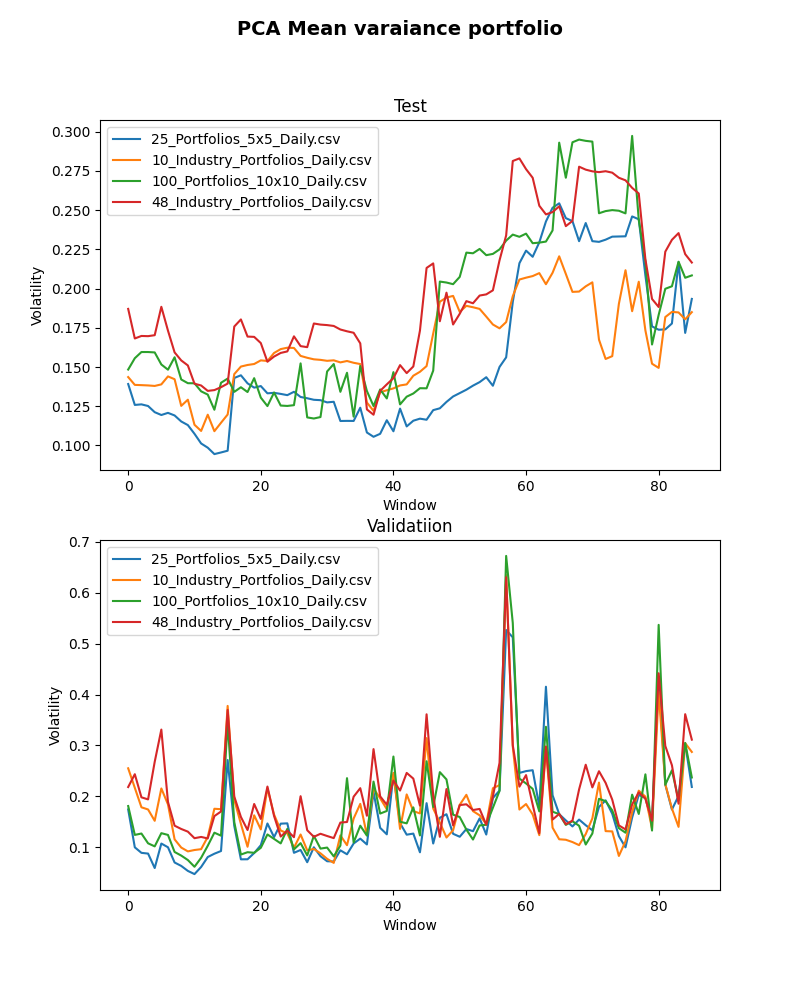 PCA Mean varaiance portfolio
Test
25_Portfolios_5x5_Daily.csv
10_Industry_Portfolios_Daily.csv
100_Portfolios_10x10_Daily.csv
48_Industry_Portfolios_Daily.csv
0.300
0.275
0.250
0.225
0.200
0.175
0.150
0.125
0.100
Volatility
0 20 40 60 80
Window
Validatiion
25_Portfolios_5x5_Daily.csv
10_Industry_Portfolios_Daily.csv
100_Portfolios_10x10_Daily.csv
48_Industry_Portfolios_Daily.csv
0.7
0.6
0.5
0.4
0.3
0.2
0.1
Volatility
0 20 40 60 80
Window